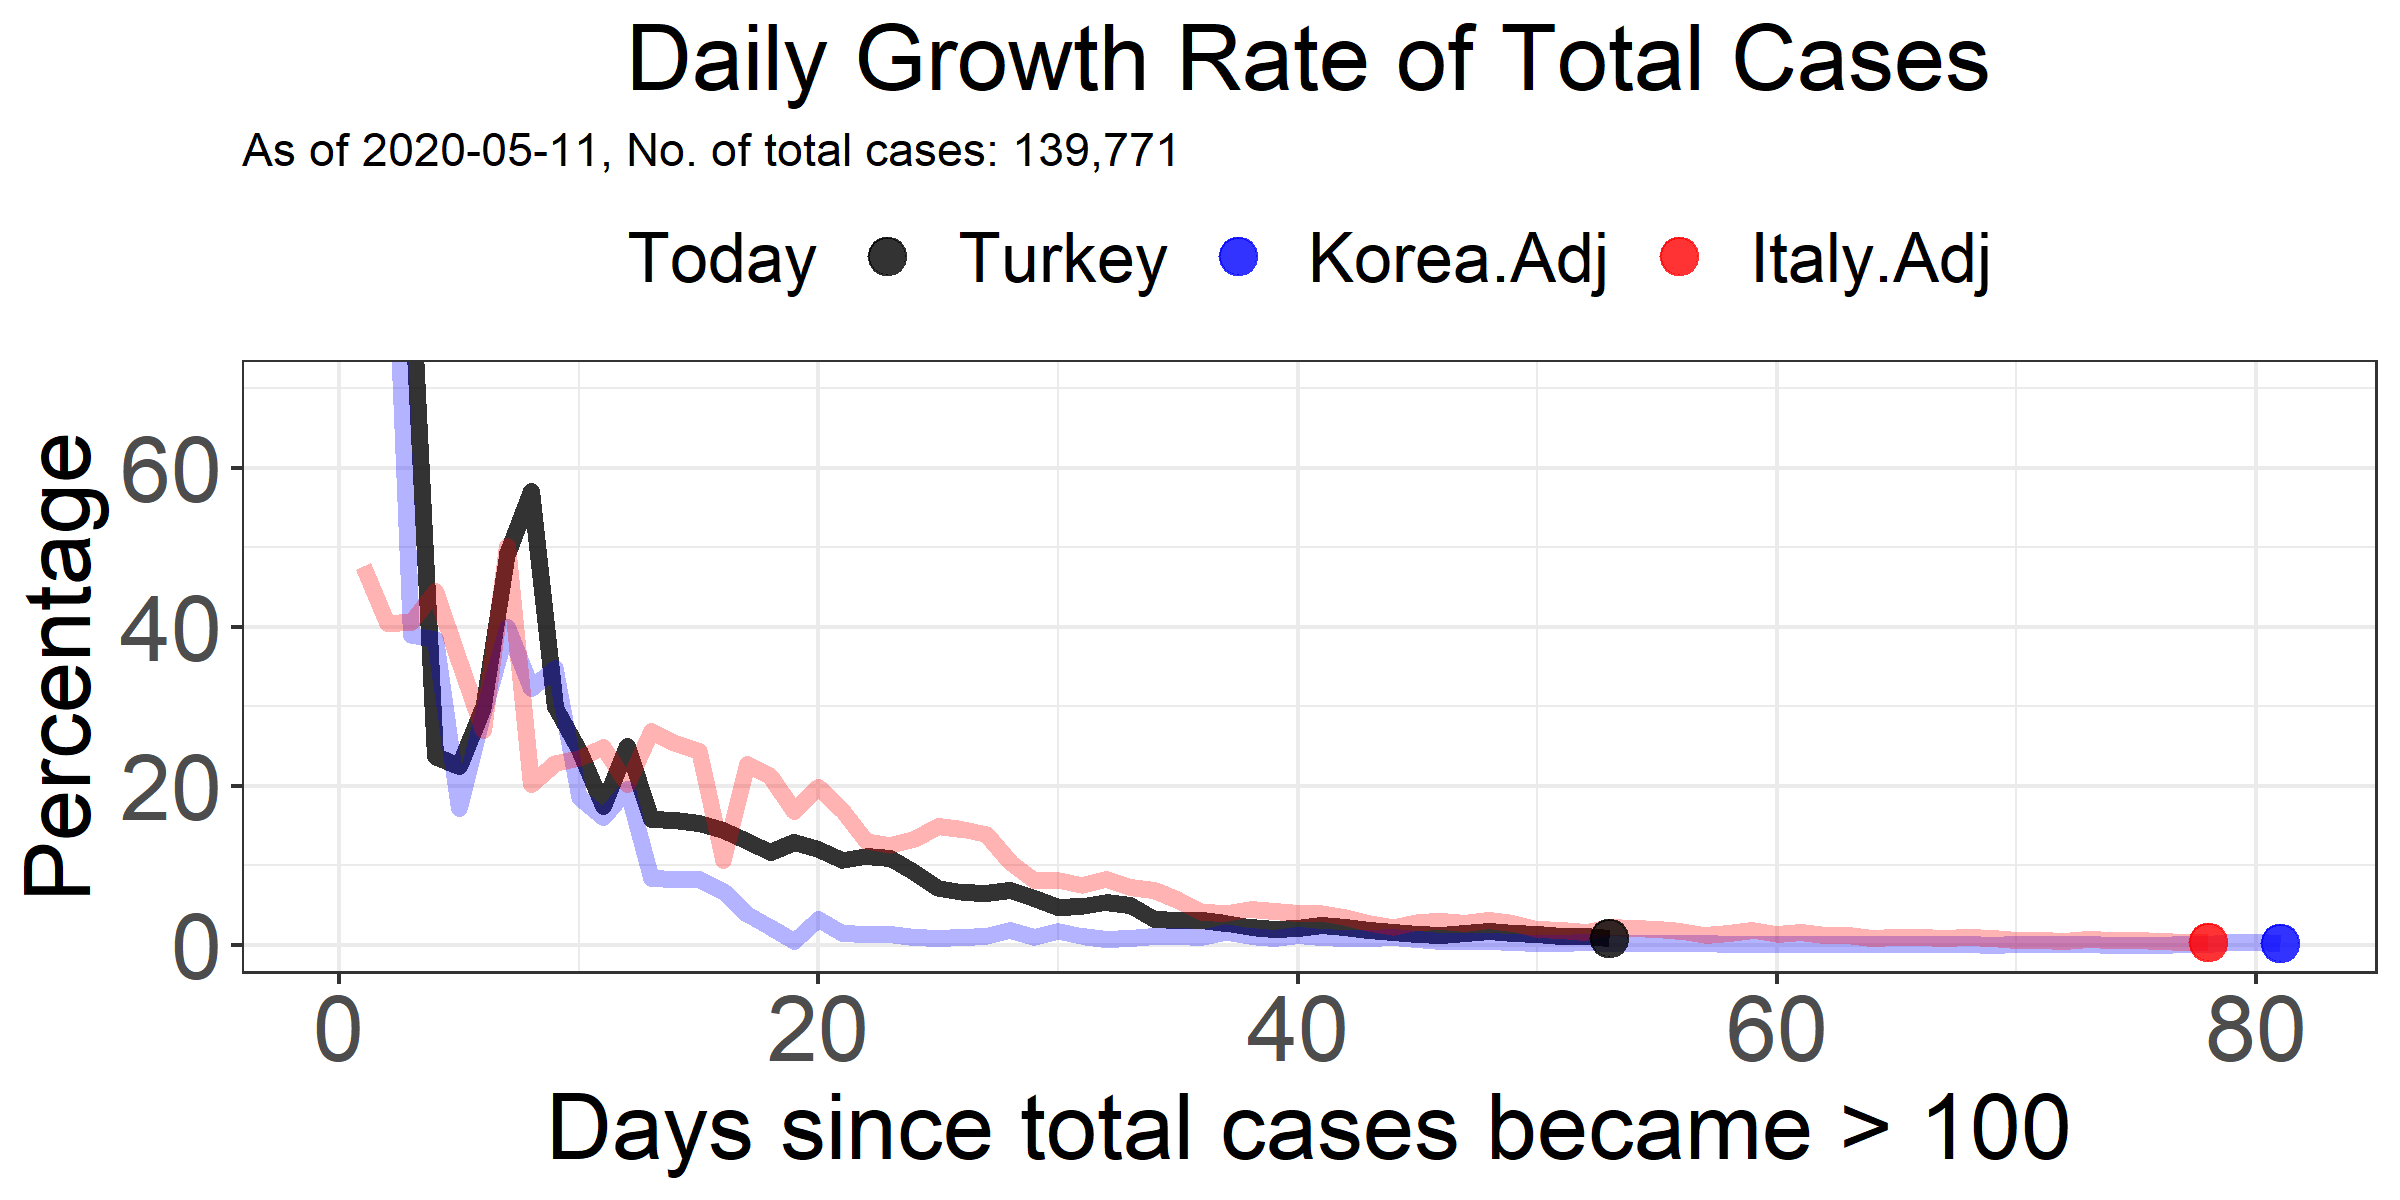 Daily Growth Rate of Total Cases
As of 2020-05-11, No. of total cases: 139,771
Today Turkey Korea.Adj Italy.Adj
Percentage
60
40
20
0
0 20 40 60 80
Days since total cases became > 100